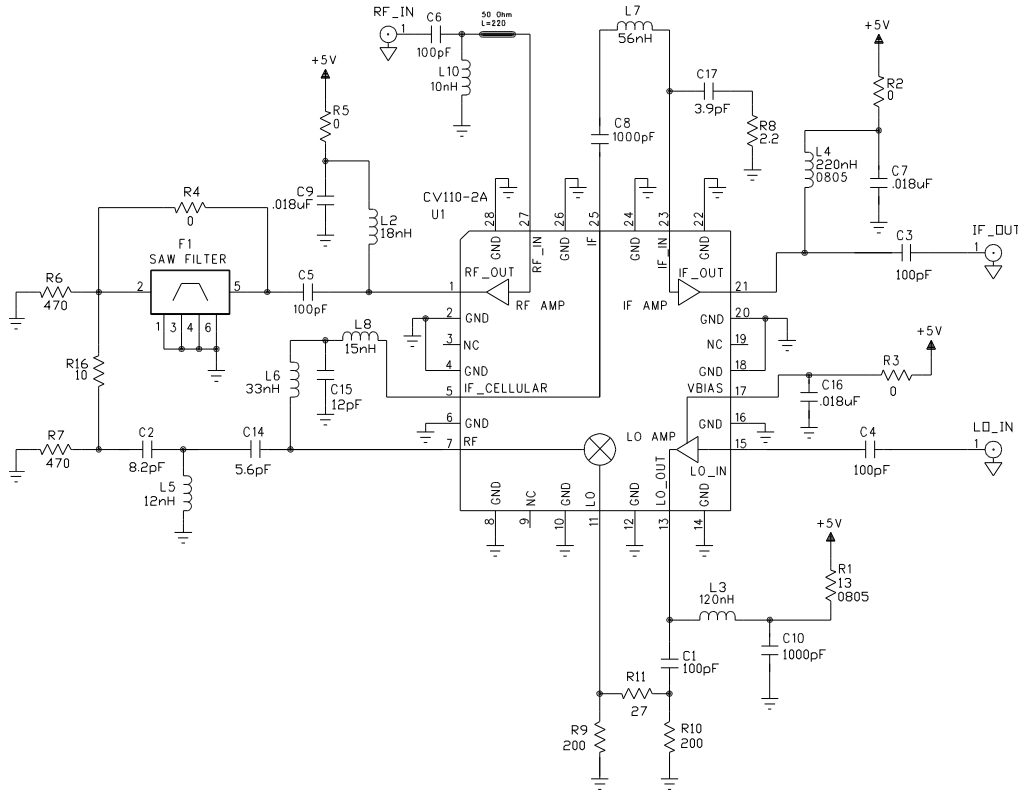 RF_IN
1
C6
100pF
50 Ohm
L=220
L10
10nH
L7
56nH
C17
3.9pF
R8
2.2
C8
1000pF
+5V
R2
0
L4
220nH
0805
C7
.018uF
C3
100pF
IF_OUT
1
+5V
R5
0
C9
.018uF
L2
18nH
R4
0
F1
SAW FILTER
2
5
1
3
4
6
R6
470
C5
100pF
R16
10
R7
470
C2
8.2pF
L5
12nH
C14
5.6pF
L6
33nH
C15
12pF
L8
15nH
CV110-2A
U1
28
GND
27
RF_IN
26
GND
25
IF
24
GND
23
IF_IN
22
GND
1
RF_OUT
RF AMP
2
GND
3
NC
4
GND
5
IF_CELLULAR
6
GND
7
RF
IF_OUT
IF AMP
21
GND
20
NC
19
GND
18
VBIAS
17
GND
16
LO AMP
LO_IN
15
8
GND
9
NC
10
GND
11
LO
12
GND
13
LO_OUT
14
GND
+5V
R3
0
C16
.018uF
C4
100pF
LO_IN
1
+5V
R1
13
0805
L3
120nH
C10
1000pF
C1
100pF
R11
27
R9
200
R10
200